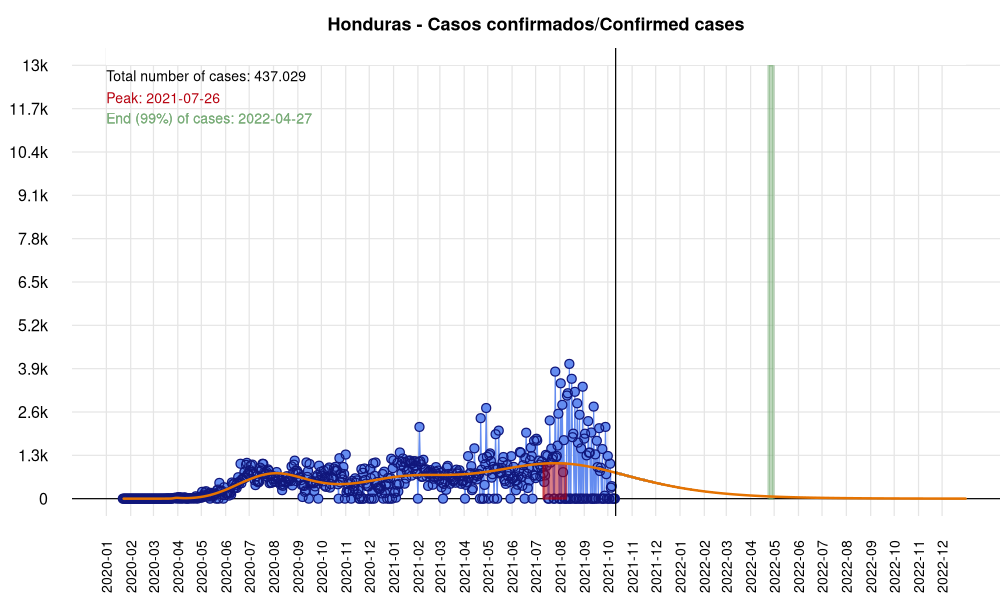 Honduras - Casos confirmados/Confirmed cases
Total number of cases: 437.029
Peak: 2021-07-26
End (99%) of cases: 2022-04-27
13k
11.7k
10.4k
9.1k
7.8k
6.5k
5.2k
3.9k
2.6k
1.3k
0
2020-01
2020-02
2020-03
2020-04
2020-05
2020-06
2020-07
2020-08
2020-09
2020-10
2020-11
2020-12
2021-01
2021-02
2021-03
2021-04
2021-05
2021-06
2021-07
2021-08
2021-09
2021-10
2021-11
2021-12
2022-01
2022-02
2022-03
2022-04
2022-05
2022-06
2022-07
2022-08
2022-09
2022-10
2022-11
2022-12